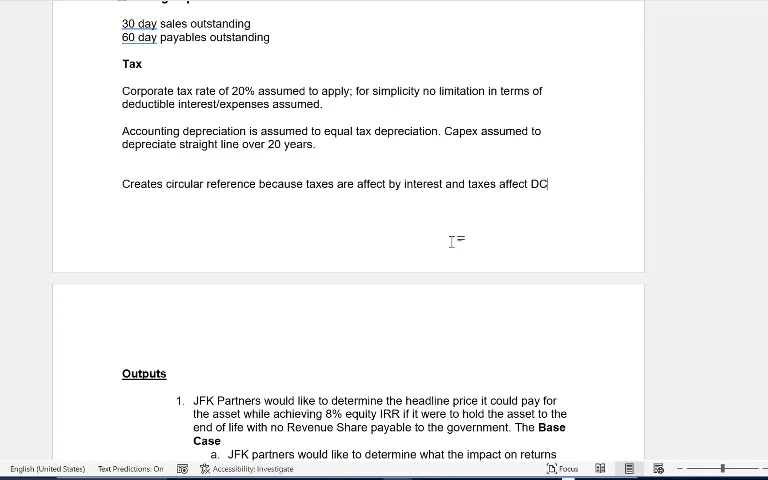 30 day sales outstanding
60 day payables outstanding
Tax
Corporate tax rate of 20% assumed to apply; for simplicity no limitation in terms of
deductible interest/expenses assumed.
Accounting depreciation is assumed to equal tax depreciation. Capex assumed to
depreciate straight line over 20 years.
Creates circular reference because taxes are affect by interest and taxes affect DC
Outputs
1. JFK Partners would like to determine the headline price it could pay for
the asset while achieving 8% equity IRR if it were to hold the asset to the
end of life with no Revenue Share payable to the government. The Base
Case
a. JFK partners would like to determine what the impact on returns
English (United States) Text Predictions: On Accessibility: Investigate Focus